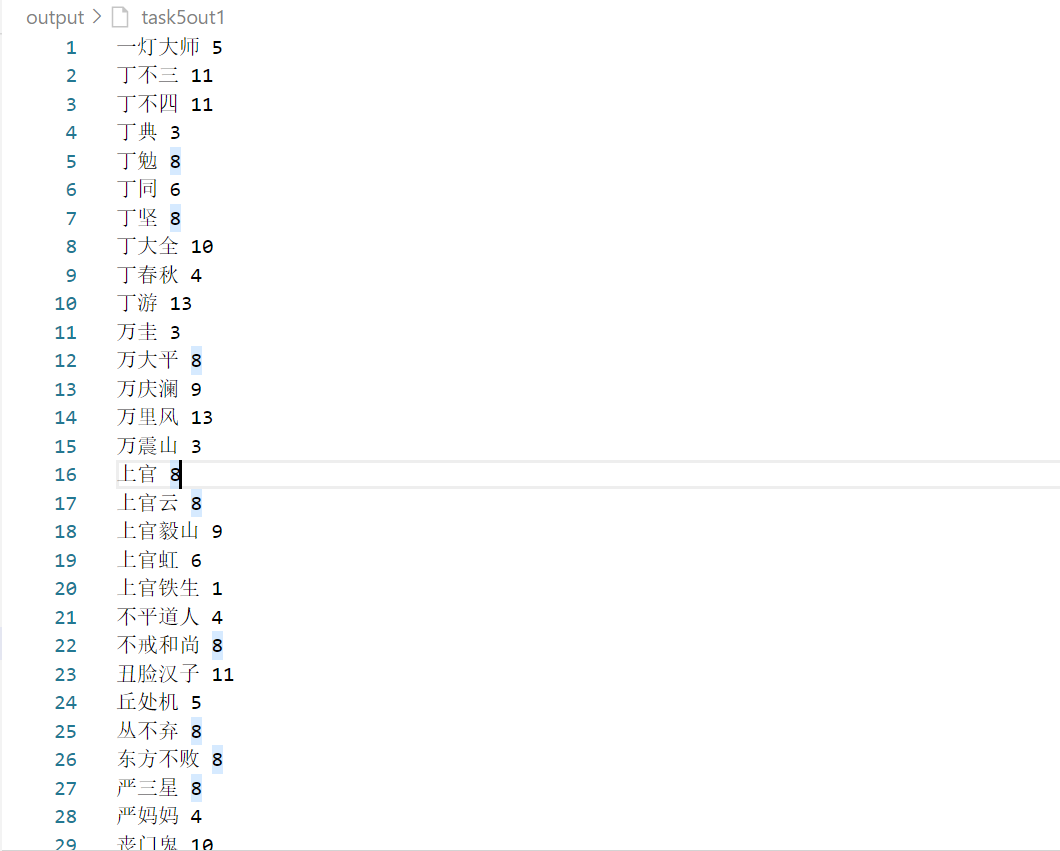 output > task5out1
1 一灯大师 5
2 丁不三 11
3 丁不四 11
4 丁典 3
5 丁勉 8
6 丁同 6
7 丁坚 8
8 丁大全 10
9 丁春秋 4
10 丁游 13
11 万圭 3
12 万大平 8
13 万庆澜 9
14 万里风 13
15 万震山 3
16 上官 8
17 上官云 8
18 上官毅山 9
19 上官虹 6
20 上官铁生 1
21 不平道人 4
22 不戒和尚 8
23 丑脸汉子 11
24 丘处机 5
25 丛不弃 8
26 东方不败 8
27 严三星 8
28 严妈妈 4
29 丧门鬼 10